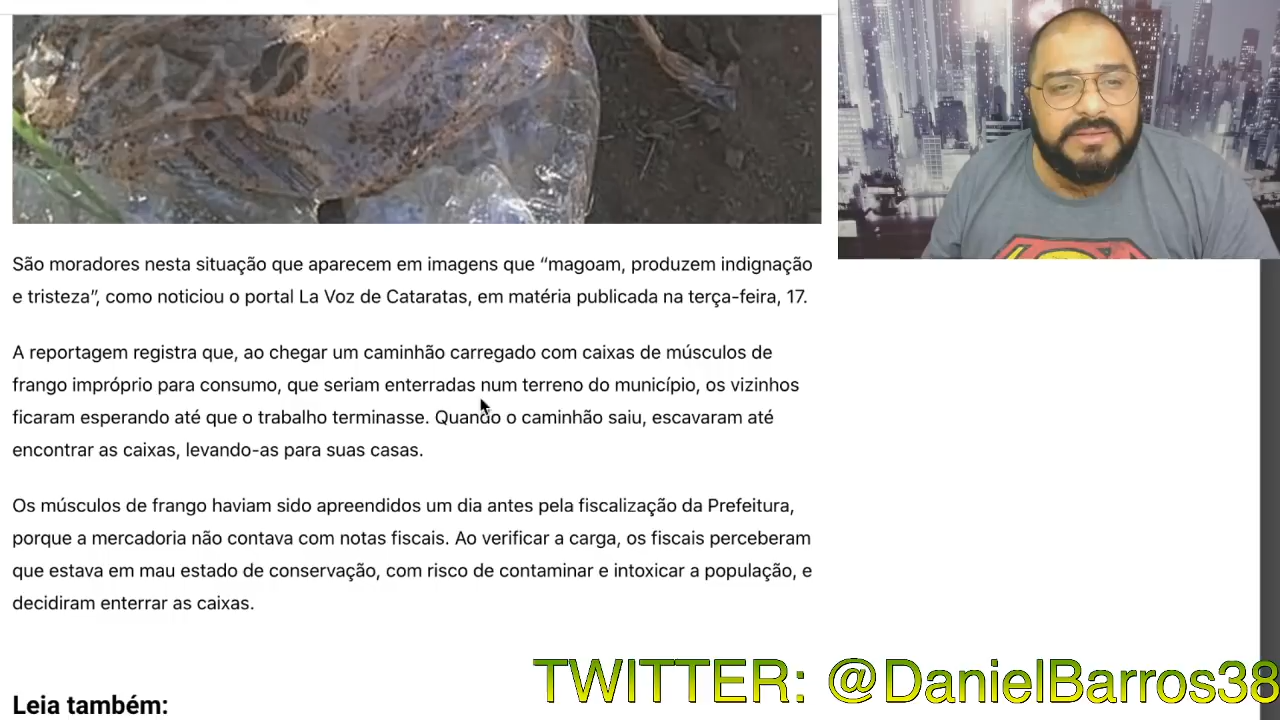 São moradores nesta situação que aparecem em imagens que “magoam, produzem indignação
e tristeza”, como noticiou o portal La Voz de Cataratas, em matéria publicada na terça-feira, 17.
A reportagem registra que, ao chegar um caminhão carregado com caixas de músculos de
frango impróprio para consumo, que seriam enterradas num terreno do município, os vizinhos
ficaram esperando até que o trabalho terminasse. Quando o caminhão saiu, escavaram até
encontrar as caixas, levando-as para suas casas.
Os músculos de frango haviam sido apreendidos um dia antes pela fiscalização da Prefeitura,
porque a mercadoria não contava com notas fiscais. Ao verificar a carga, os fiscais perceberam
que estava em mau estado de conservação, com risco de contaminar e intoxicar a população, e
decidiram enterrar as caixas.
Leia também:
TWITTER: @DanielBarros38